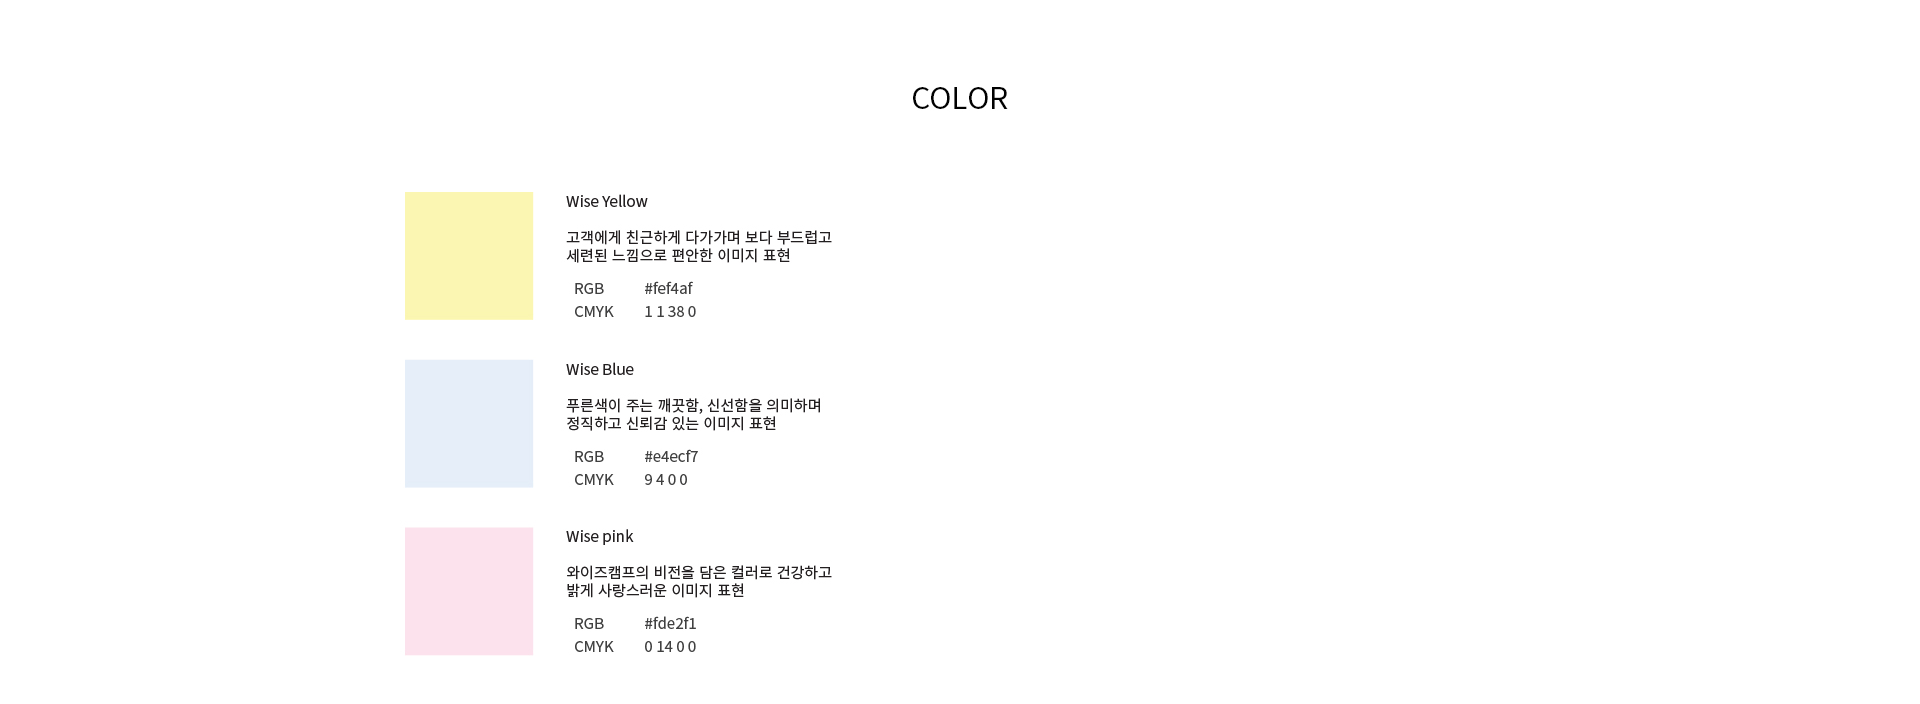 COLOR
Wise Yellow
고객에게 친근하게 다가가며 보다 부드럽고
세련된 느낌으로 편안한 이미지 표현
RGB #fef4af
CMYK 1 1 38 0
Wise Blue
푸른색이 주는 깨끗함, 신선함을 의미하며
정직하고 신뢰감 있는 이미지 표현
RGB #e4ecf7
CMYK 9 4 0 0
Wise pink
와이즈캠프의 비전을 담은 컬러로 건강하고
밝게 사랑스러운 이미지 표현
RGB #fde2f1
CMYK 0 14 0 0